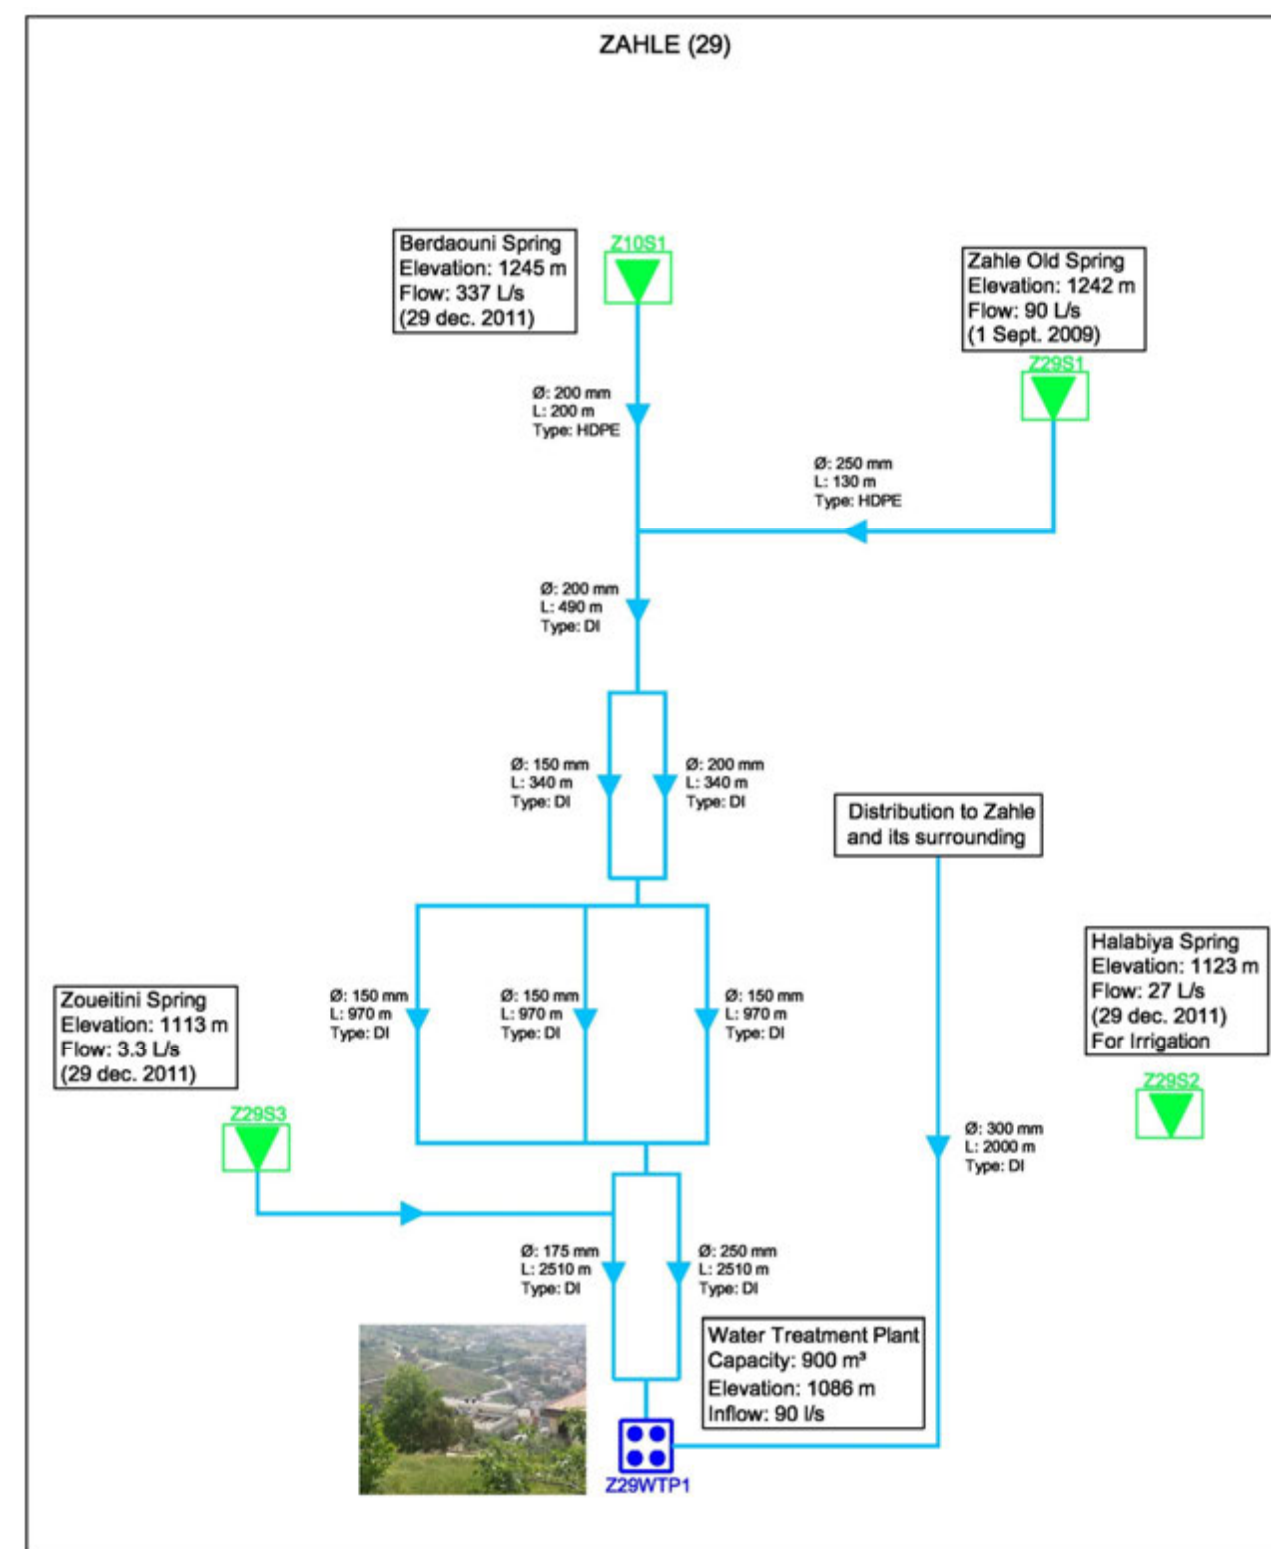 ZAHLE (29)
Berdaouni Spring
Elevation: 1245 m
Flow: 337 L/s
(29 dec. 2011)
Z10S1
Zahle Old Spring
Elevation: 1242 m
Flow: 90 L/s
(1 Sept. 2009)
Z29S1
Ø: 200 mm
L: 200 m
Type: HDPE
Ø: 250 mm
L: 130 m
Type: HDPE
Ø: 200 mm
L: 490 m
Type: DI
Ø: 150 mm
L: 340 m
Type: DI
Ø: 200 mm
L: 340 m
Type: DI
Distribution to Zahle
and its surrounding
Halabiya Spring
Elevation: 1123 m
Flow: 27 L/s
(29 dec. 2011)
For Irrigation
Z29S2
Zoueitini Spring
Elevation: 1113 m
Flow: 3.3 L/s
(29 dec. 2011)
Z29S3
Ø: 150 mm
L: 970 m
Type: DI
Ø: 150 mm
L: 970 m
Type: DI
Ø: 150 mm
L: 970 m
Type: DI
Ø: 300 mm
L: 2000 m
Type: DI
Ø: 175 mm
L: 2510 m
Type: DI
Ø: 250 mm
L: 2510 m
Type: DI
Water Treatment Plant
Capacity: 900 m³
Elevation: 1086 m
Inflow: 90 l/s
Z29WTP1